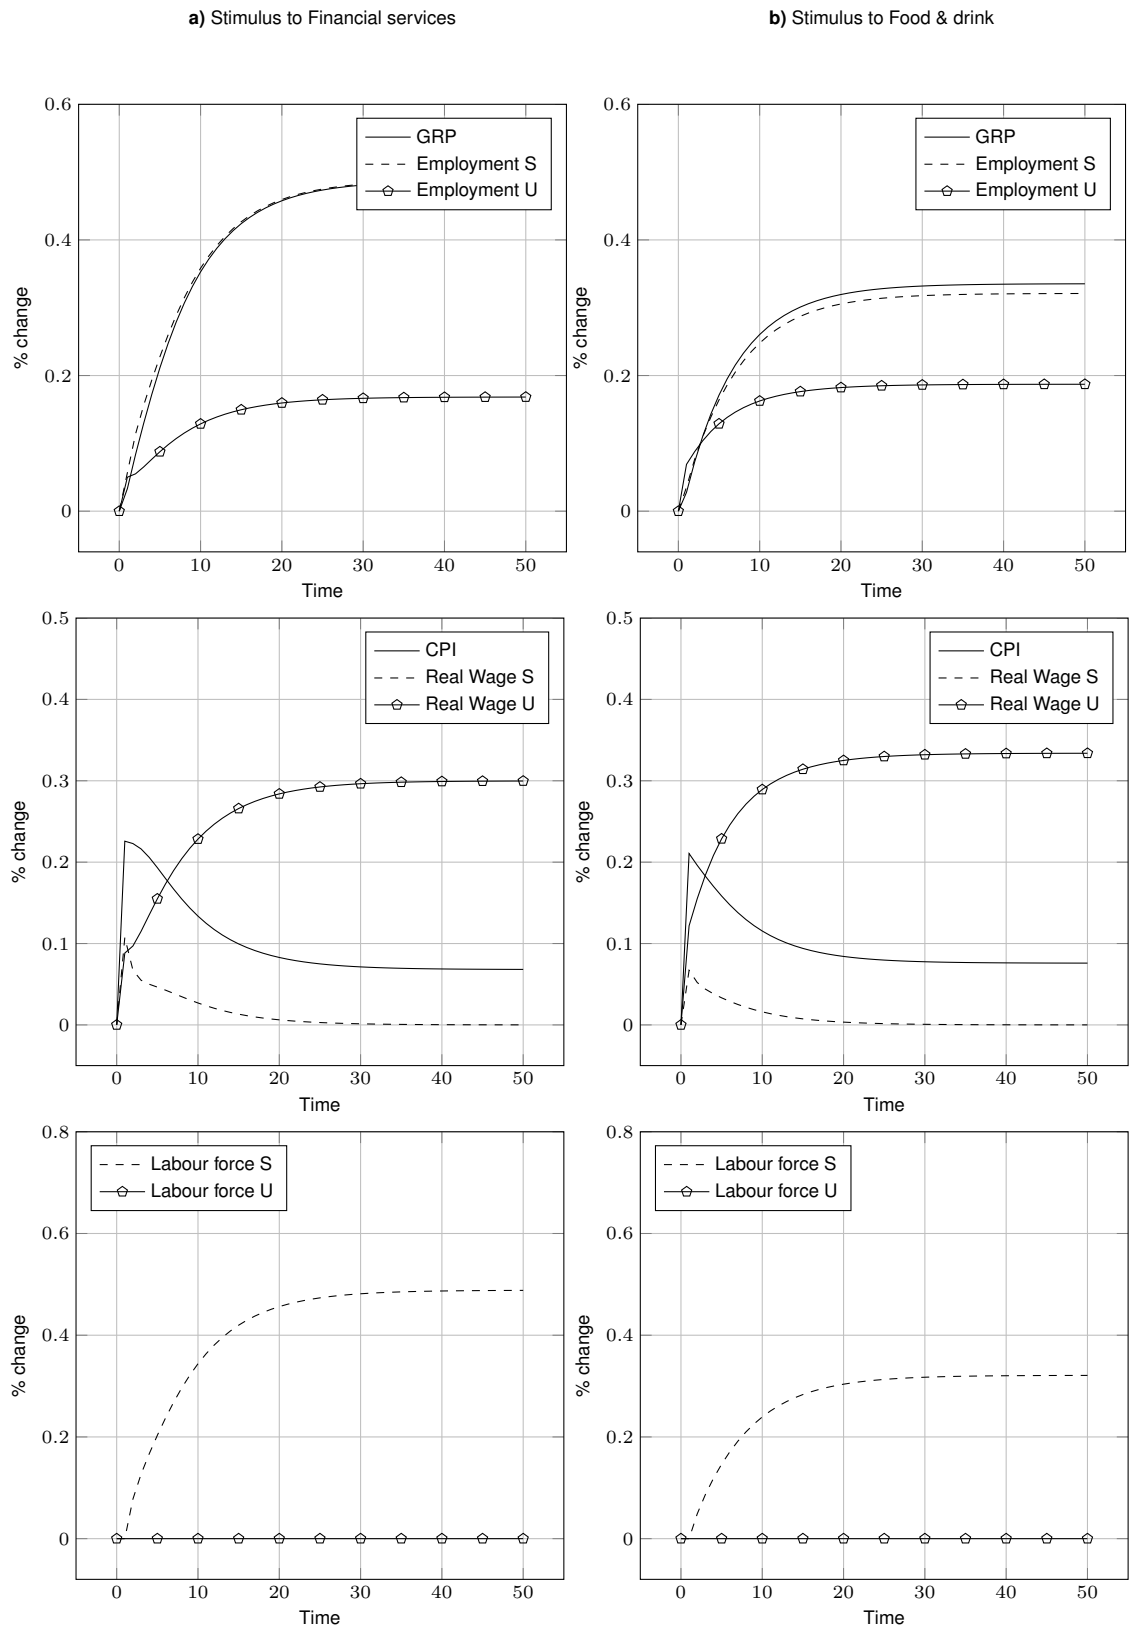 a) Stimulus to Financial services
b) Stimulus to Food & drink
0.6
GRP
Employment S
Employment U
0.4
0.2
0
% change
0 10 20 30 40 50
Time
0.6
GRP
Employment S
Employment U
0.4
0.2
0
% change
0 10 20 30 40 50
Time
0.5
CPI
Real Wage S
Real Wage U
0.4
0.3
0.2
0.1
0
% change
0 10 20 30 40 50
Time
0.5
CPI
Real Wage S
Real Wage U
0.4
0.3
0.2
0.1
0
% change
0 10 20 30 40 50
Time
0.8
Labour force S
Labour force U
0.6
0.4
0.2
0
% change
0 10 20 30 40 50
Time
0.8
Labour force S
Labour force U
0.6
0.4
0.2
0
% change
0 10 20 30 40 50
Time